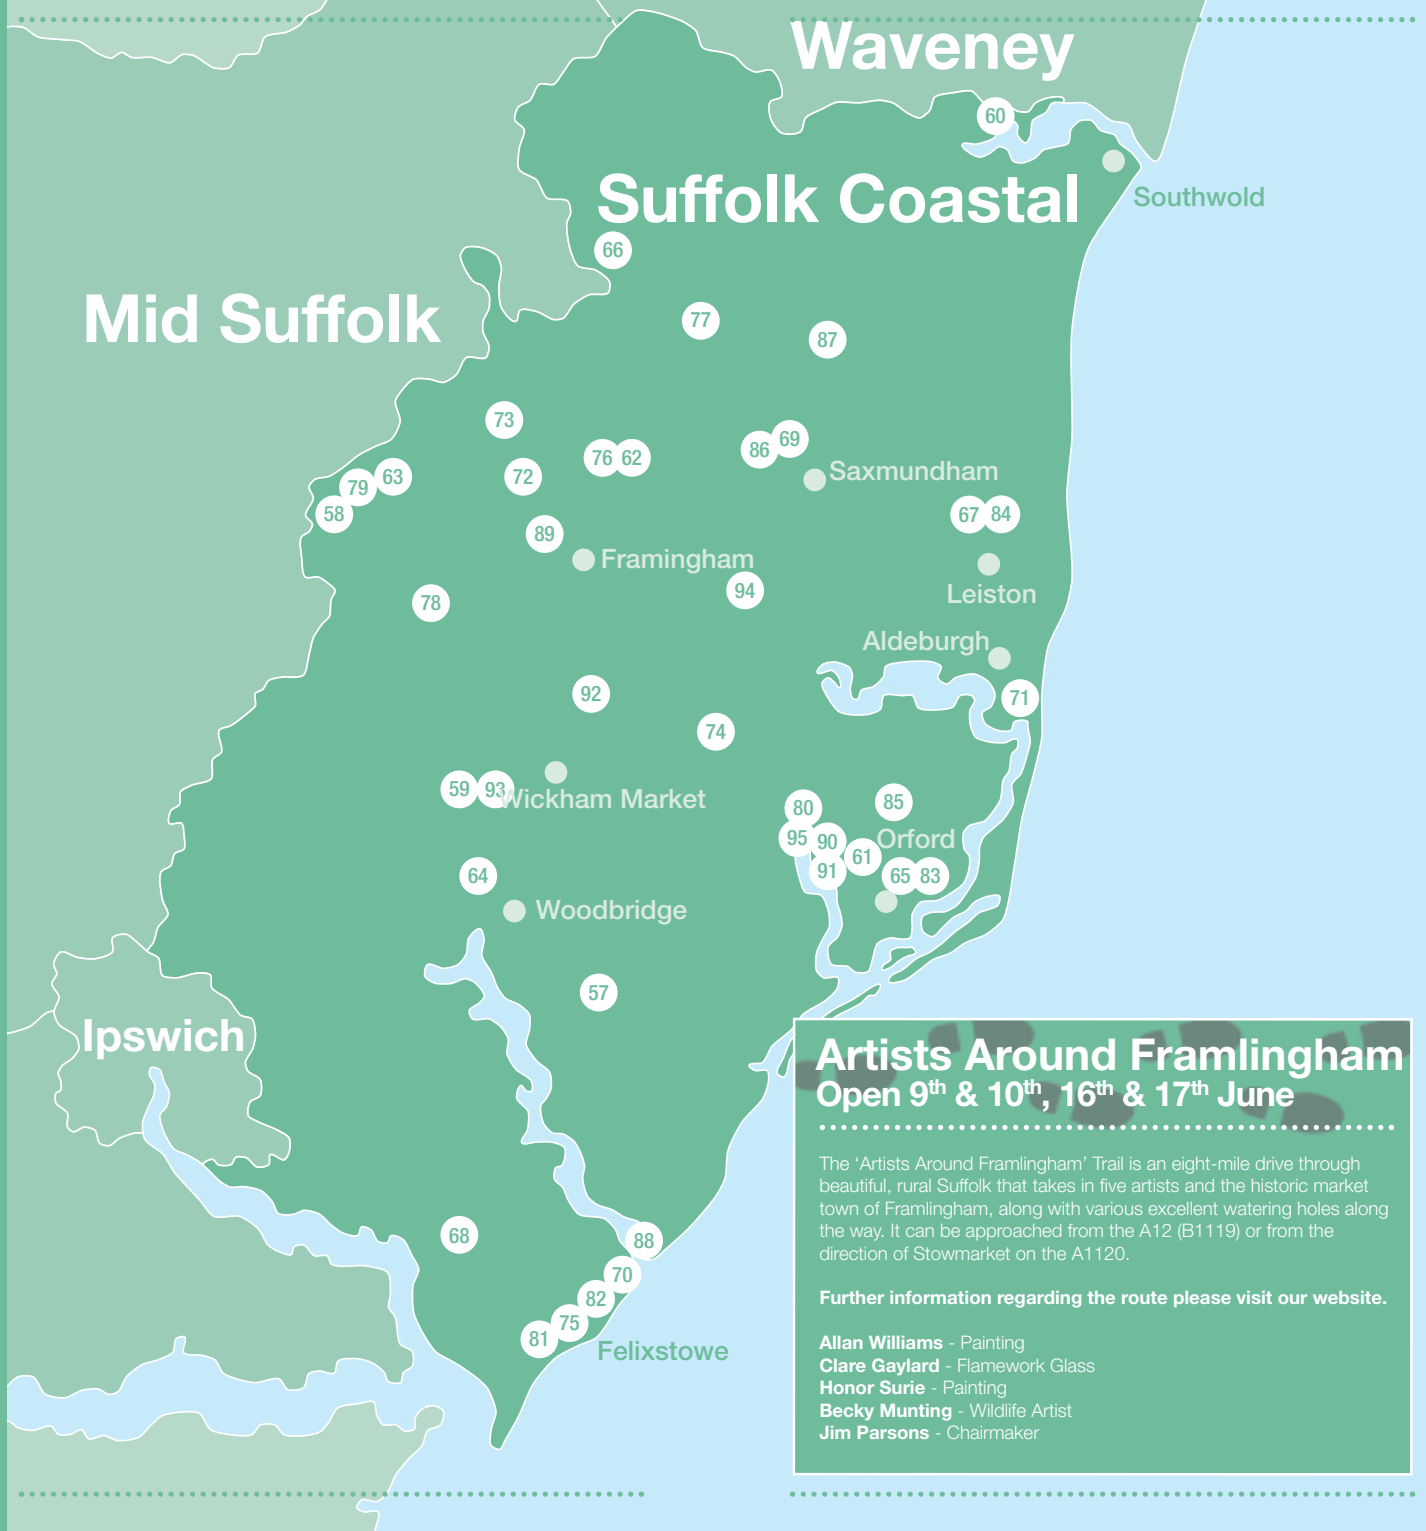 Waveney
60
Southwold
Suffolk Coastal
66
Mid Suffolk
77
87
73
76 62
86 69
Saxmundham
79 63
72
58
67 84
89
Framingham
94
Leiston
78
Aldeburgh
71
92
74
59 93
Wickham Market
80
85
95 90
Orford
61
91
65 83
64
Woodbridge
57
Ipswich
68
88
70
82
75
81
Felixstowe
Artists Around Framlingham
Open 9th & 10th, 16th & 17th June
The ‘Artists Around Framlingham’ Trail is an eight-mile drive through
beautiful, rural Suffolk that takes in five artists and the historic market
town of Framlingham, along with various excellent watering holes along
the way. It can be approached from the A12 (B1119) or from the
direction of Stowmarket on the A1120.
Further information regarding the route please visit our website.
Allan Williams - Painting
Clare Gaylard - Flamework Glass
Honor Surie - Painting
Becky Munting - Wildlife Artist
Jim Parsons - Chairmaker